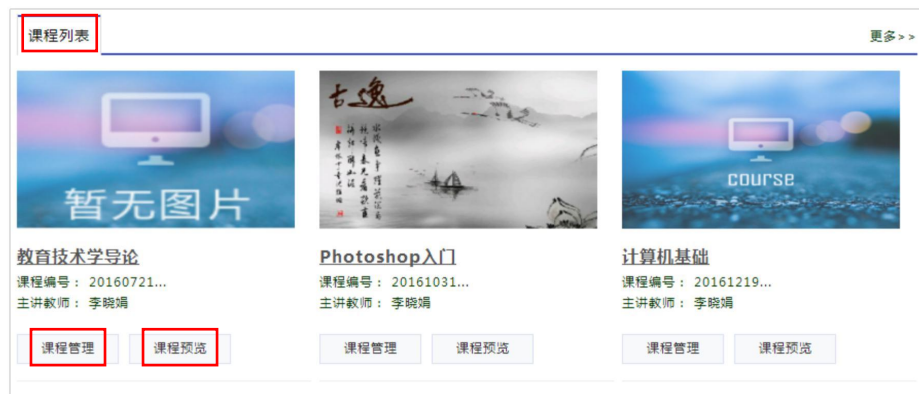 课程列表
更多>>
暂无图片
古逸
course
教育技术学导论
Photoshop入门
计算机基础
课程编号： 20160721...
课程编号： 20161031...
课程编号： 20161219...
主讲教师： 李晓娟
主讲教师： 李晓娟
主讲教师： 李晓娟
课程管理
课程预览
课程管理
课程预览
课程管理
课程预览